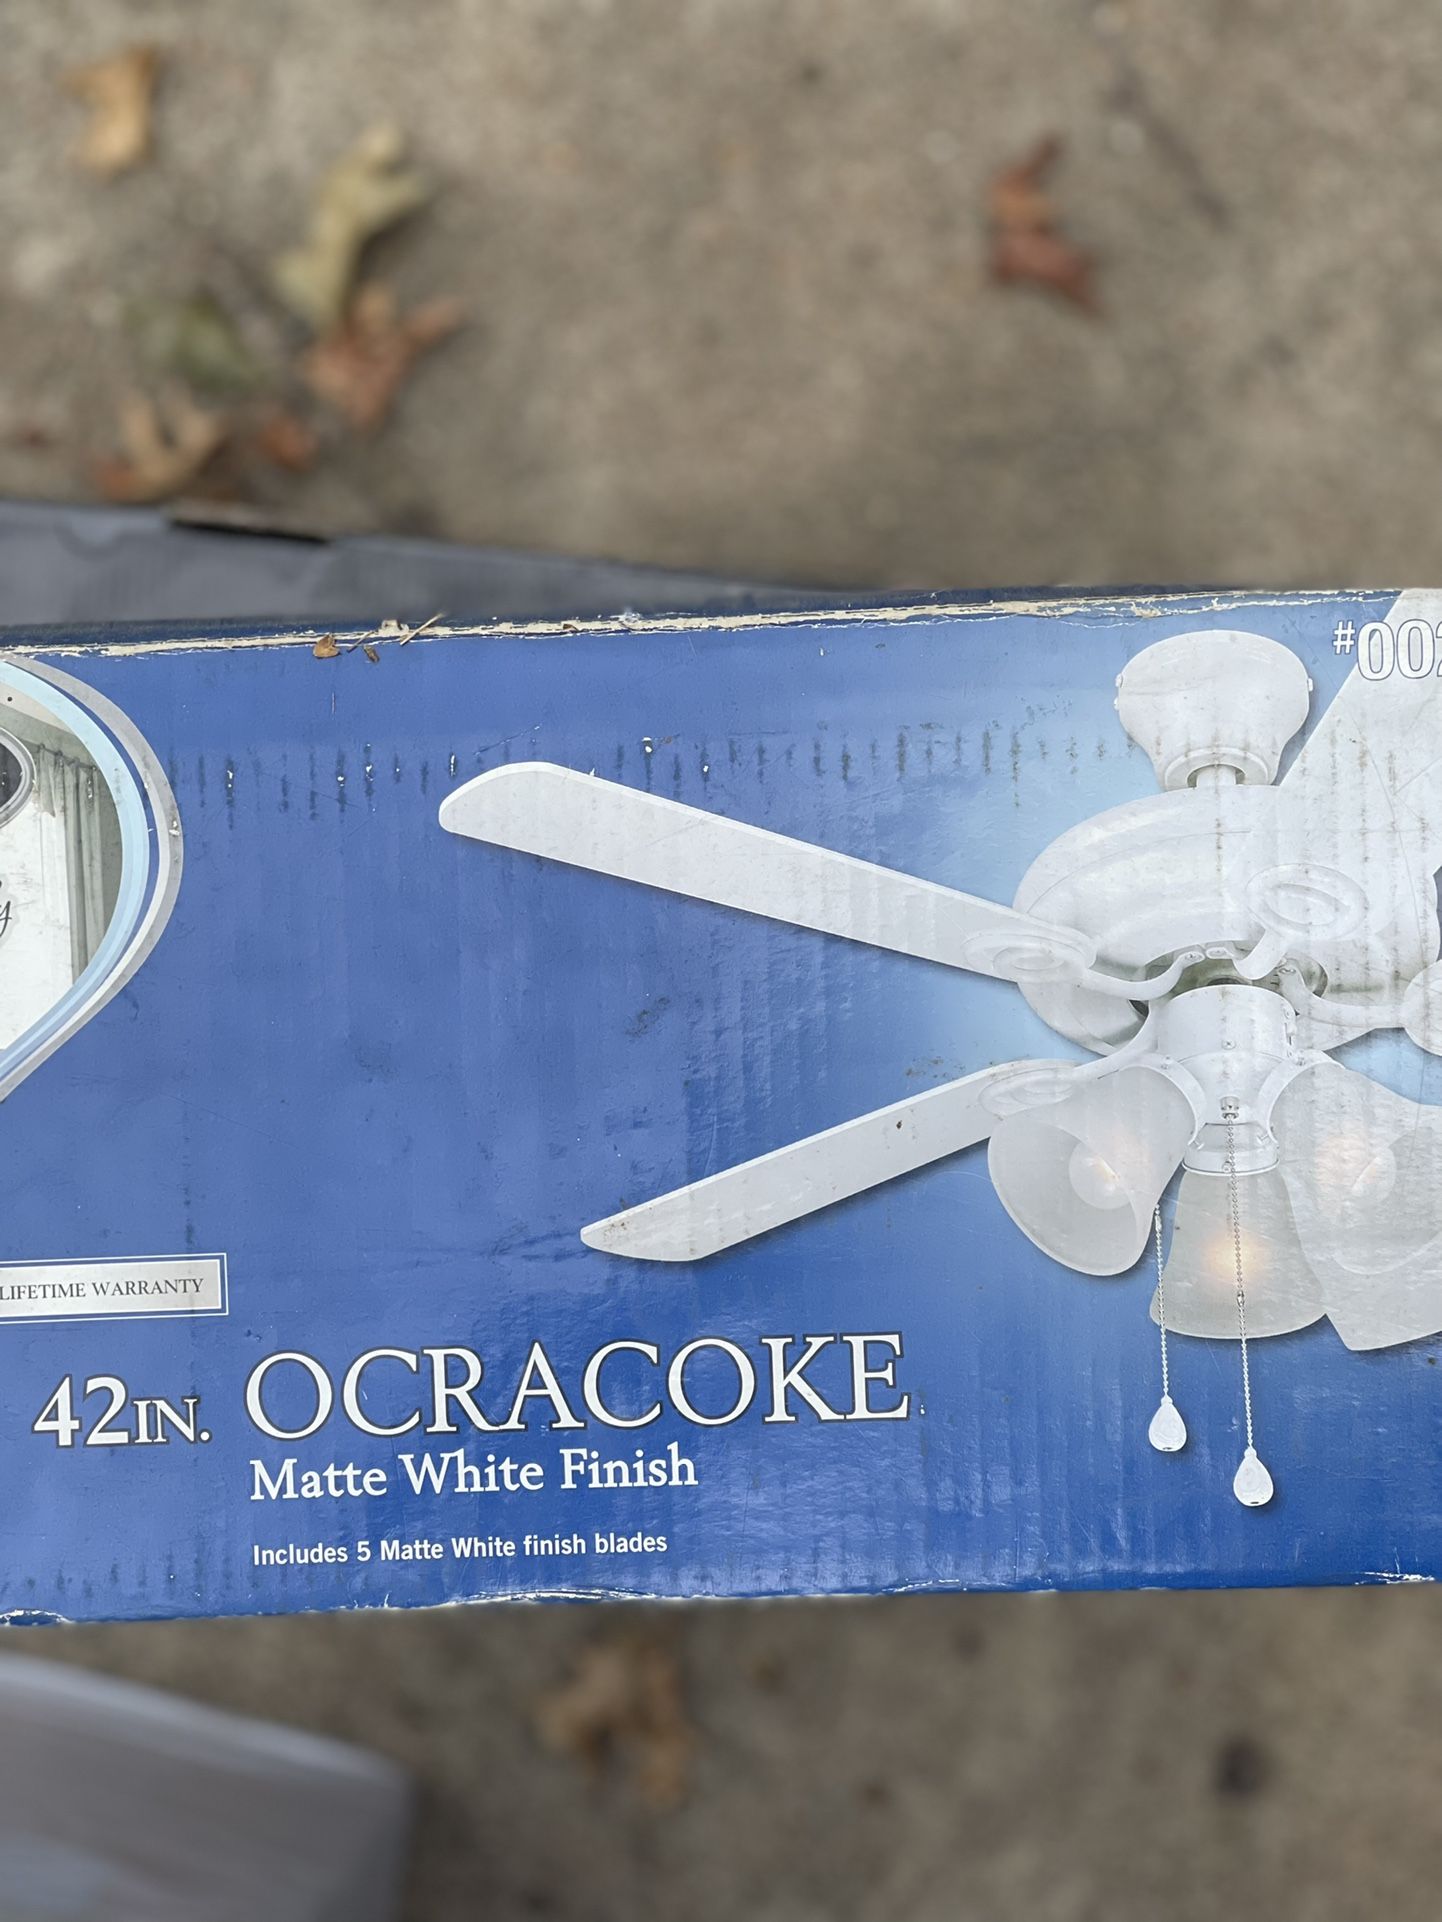 #002
LIFETIME WARRANTY
42IN. OCRACOKE
Matte White Finish
Includes 5 Matte White finish blades